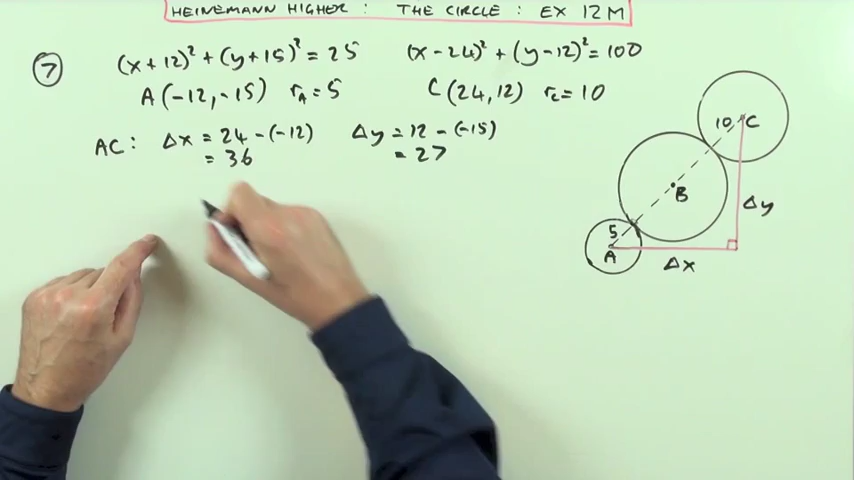 HEINEMANN HIGHER : THE CIRCLE : EX 12M
7
(x+12)² + (y+15)² = 25 (x-24)² + (y-12)² = 100
A(-12,-15) r_A = 5 C(24,12) r_C = 10
AC: Δx = 24 - (-12) Δy = 12 - (-15)
= 36 = 27
10 C
B
Δy
5
A
Δx